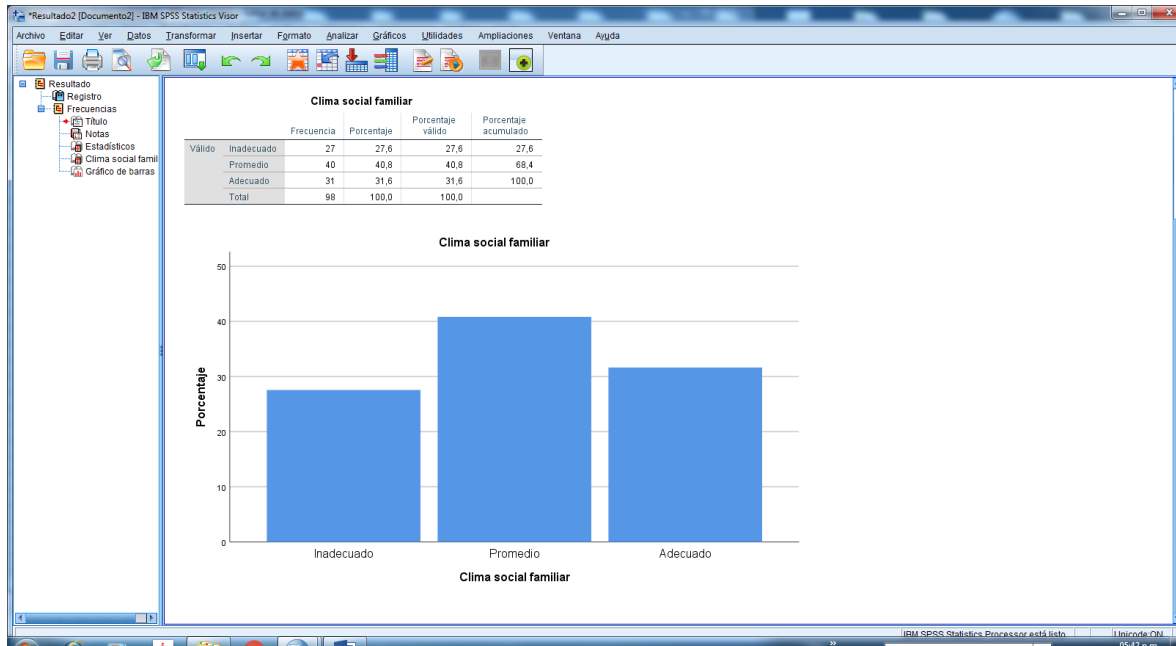 *Resultado2 [Documento2] - IBM SPSS Statistics Visor
Archivo Editar Ver Datos Transformar Insertar Formato Analizar Gráficos Utilidades Ampliaciones Ventana Ayuda
Resultado
Registro
Frecuencias
Título
Notas
Estadísticos
Clima social famil
Gráfico de barras
Clima social familiar
Frecuencia Porcentaje Porcentaje válido Porcentaje acumulado
Válido Inadecuado 27 27,6 27,6 27,6
Promedio 40 40,8 40,8 68,4
Adecuado 31 31,6 31,6 100,0
Total 98 100,0 100,0
Clima social familiar
Porcentaje
50
40
30
20
10
0
Inadecuado Promedio Adecuado
Clima social familiar
IBM SPSS Statistics Processor está listo Unicode:ON
05:42 p.m.